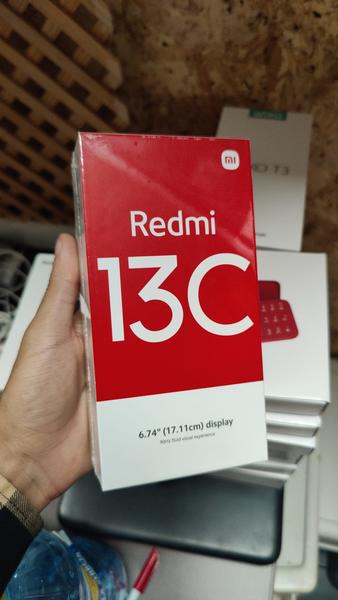 mi
Redmi
13C
6.74" (17.11cm) display
90Hz fluid visual experience